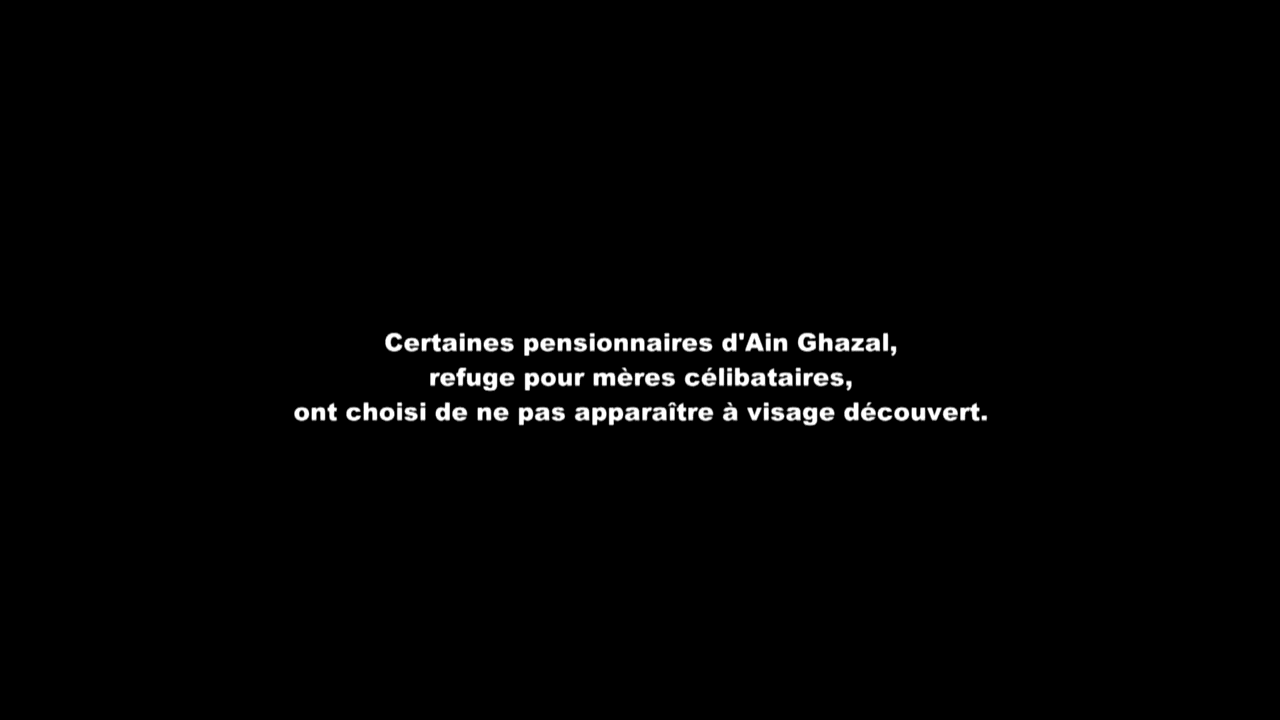 Certaines pensionnaires d'Ain Ghazal,
refuge pour mères célibataires,
ont choisi de ne pas apparaître à visage découvert.